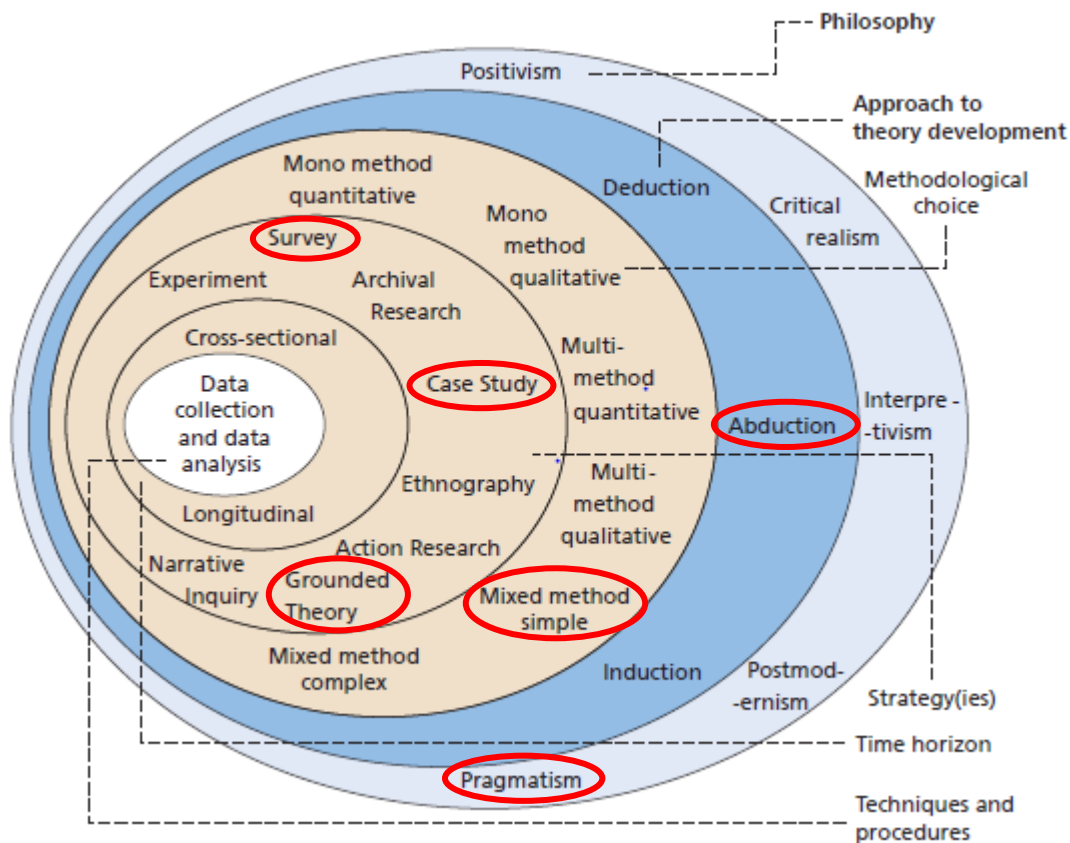 Philosophy
Positivism
Approach to
theory development
Mono method
quantitative
Deduction
Methodological
choice
Mono
method
qualitative
Critical
realism
Survey
Experiment
Archival
Research
Cross-sectional
Multi-
method
quantitative
Case Study
Data
collection
and data
analysis
Abduction
Interpre -
-tivism
Ethnography
Multi-
method
qualitative
Longitudinal
Action Research
Narrative
Inquiry
Grounded
Theory
Mixed method
simple
Mixed method
complex
Induction
Postmod-
-ernism
Strategy(ies)
Time horizon
Pragmatism
Techniques and
procedures